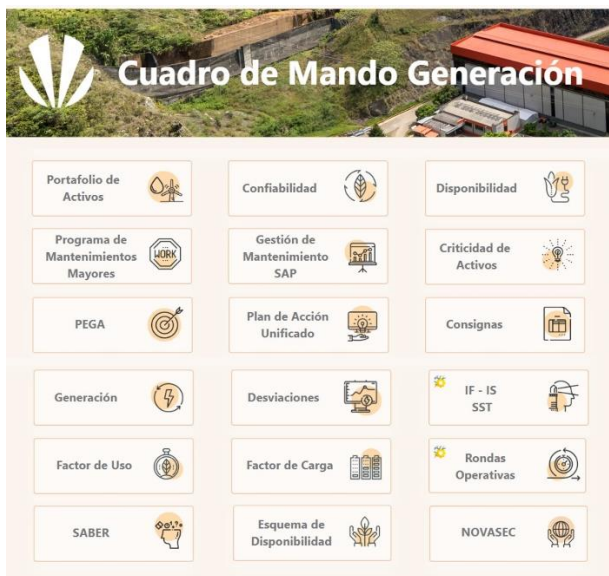 Cuadro de Mando Generación
Portafolio de
Activos
Confiabilidad
Disponibilidad
Programa de
Mantenimientos
Mayores
WORK
Gestión de
Mantenimiento
SAP
Criticidad de
Activos
PEGA
Plan de Acción
Unificado
Consignas
Generación
Desviaciones
IF - IS
SST
Factor de Uso
Factor de Carga
Rondas
Operativas
SABER
Esquema de
Disponibilidad
NOVASEC